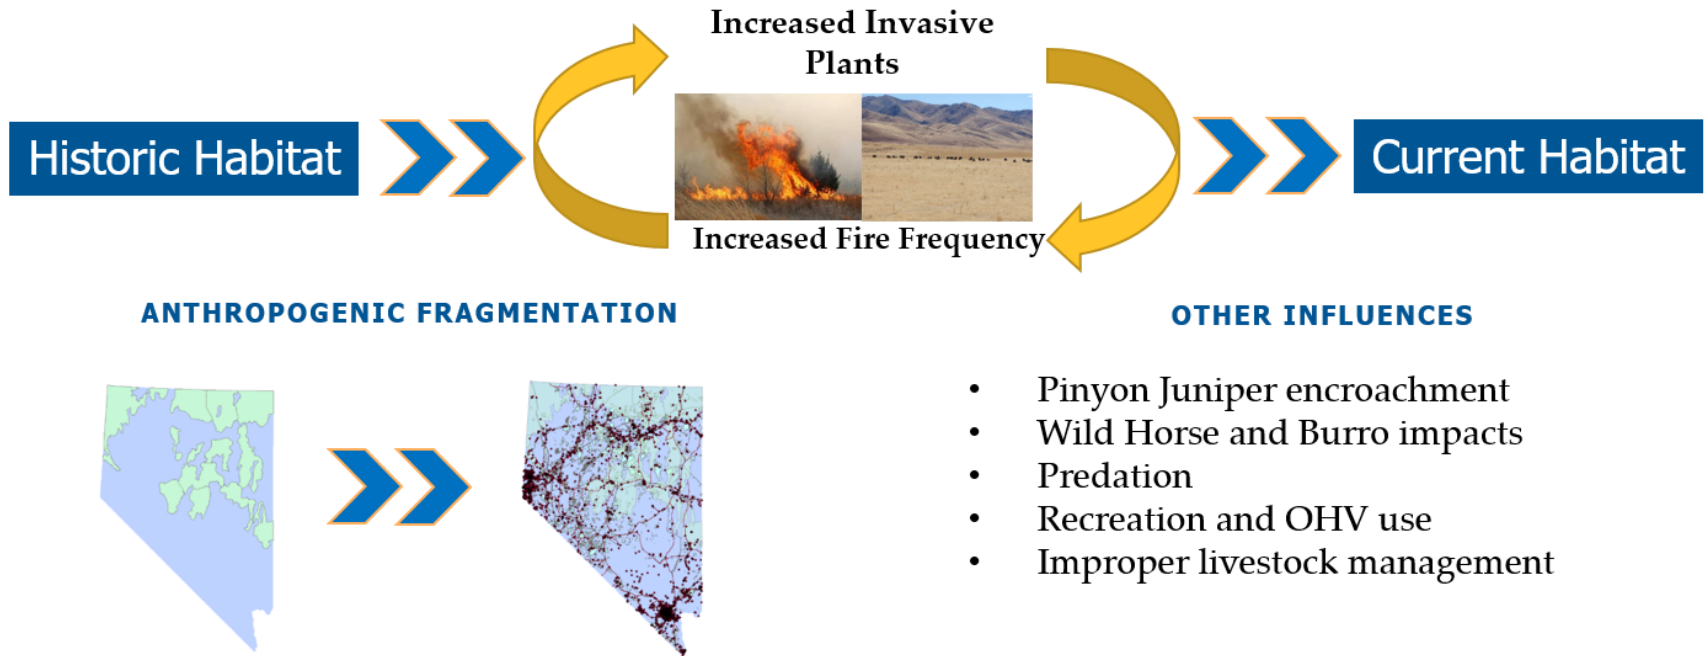 Increased Invasive
Plants
Historic Habitat
Current Habitat
Increased Fire Frequency
ANTHROPOGENIC FRAGMENTATION
OTHER INFLUENCES
• Pinyon Juniper encroachment
• Wild Horse and Burro impacts
• Predation
• Recreation and OHV use
• Improper livestock management